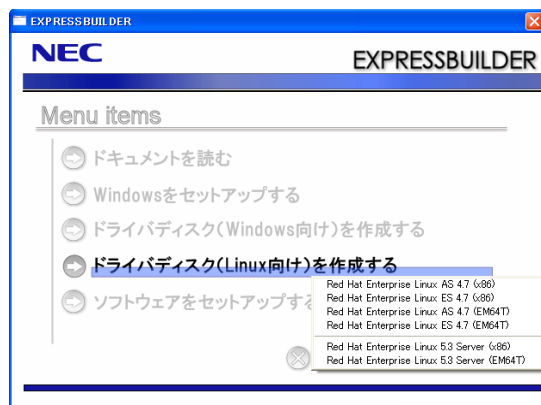 EXPRESSBUILDER
NEC
EXPRESSBUILDER
Menu items
ドキュメントを読む
Windowsをセットアップする
ドライバディスク(Windows向け)を作成する
ドライバディスク(Linux向け)を作成する
ソフトウェアをセットアップする
Red Hat Enterprise Linux AS 4.7 (x86)
Red Hat Enterprise Linux ES 4.7 (x86)
Red Hat Enterprise Linux AS 4.7 (EM64T)
Red Hat Enterprise Linux ES 4.7 (EM64T)
Red Hat Enterprise Linux 5.3 Server (x86)
Red Hat Enterprise Linux 5.3 Server (EM64T)